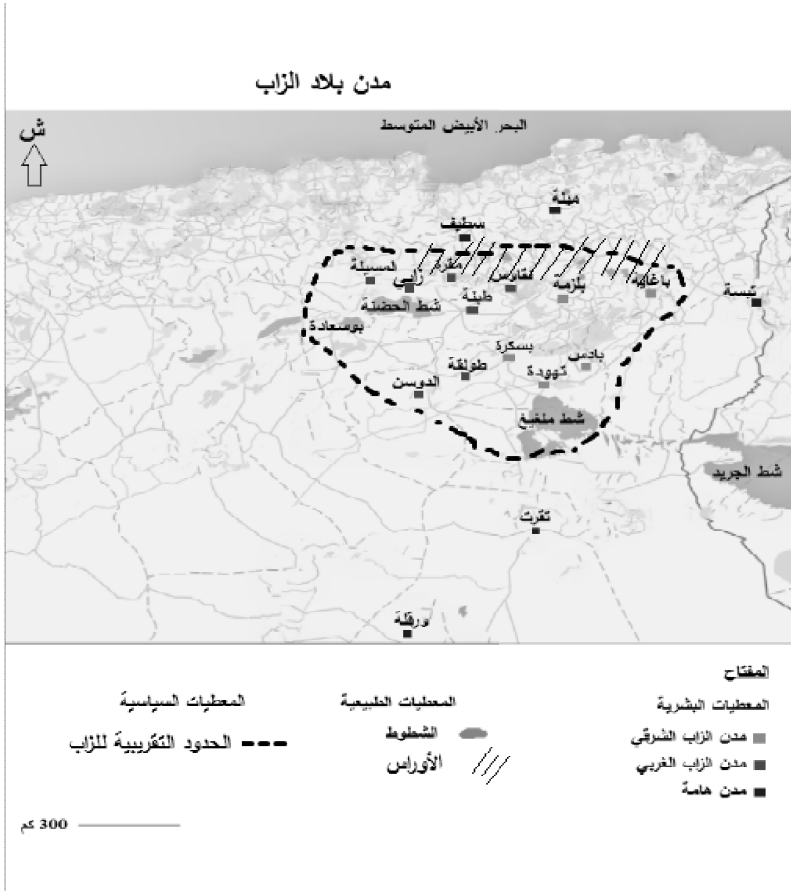 مدن بلاد الزاب
البحر الأبيض المتوسط
ش
ميلة
سطيف
المسيلة
زابي
مقرة
نقاوس
بلزمة
باغاية
تبسة
شط الحضنة
طبنة
بوسعادة
بسكرة
بادس
طولقة
تهودة
الدوسن
شط ملغيغ
شط الجريد
تقرت
ورقلة
المفتاح
المعطيات البشرية
مدن الزاب الشرقي
مدن الزاب الغربي
مدن هامة
المعطيات الطبيعية
الشطوط
الأوراس
المعطيات السياسية
الحدود التقريبية للزاب
300 كم